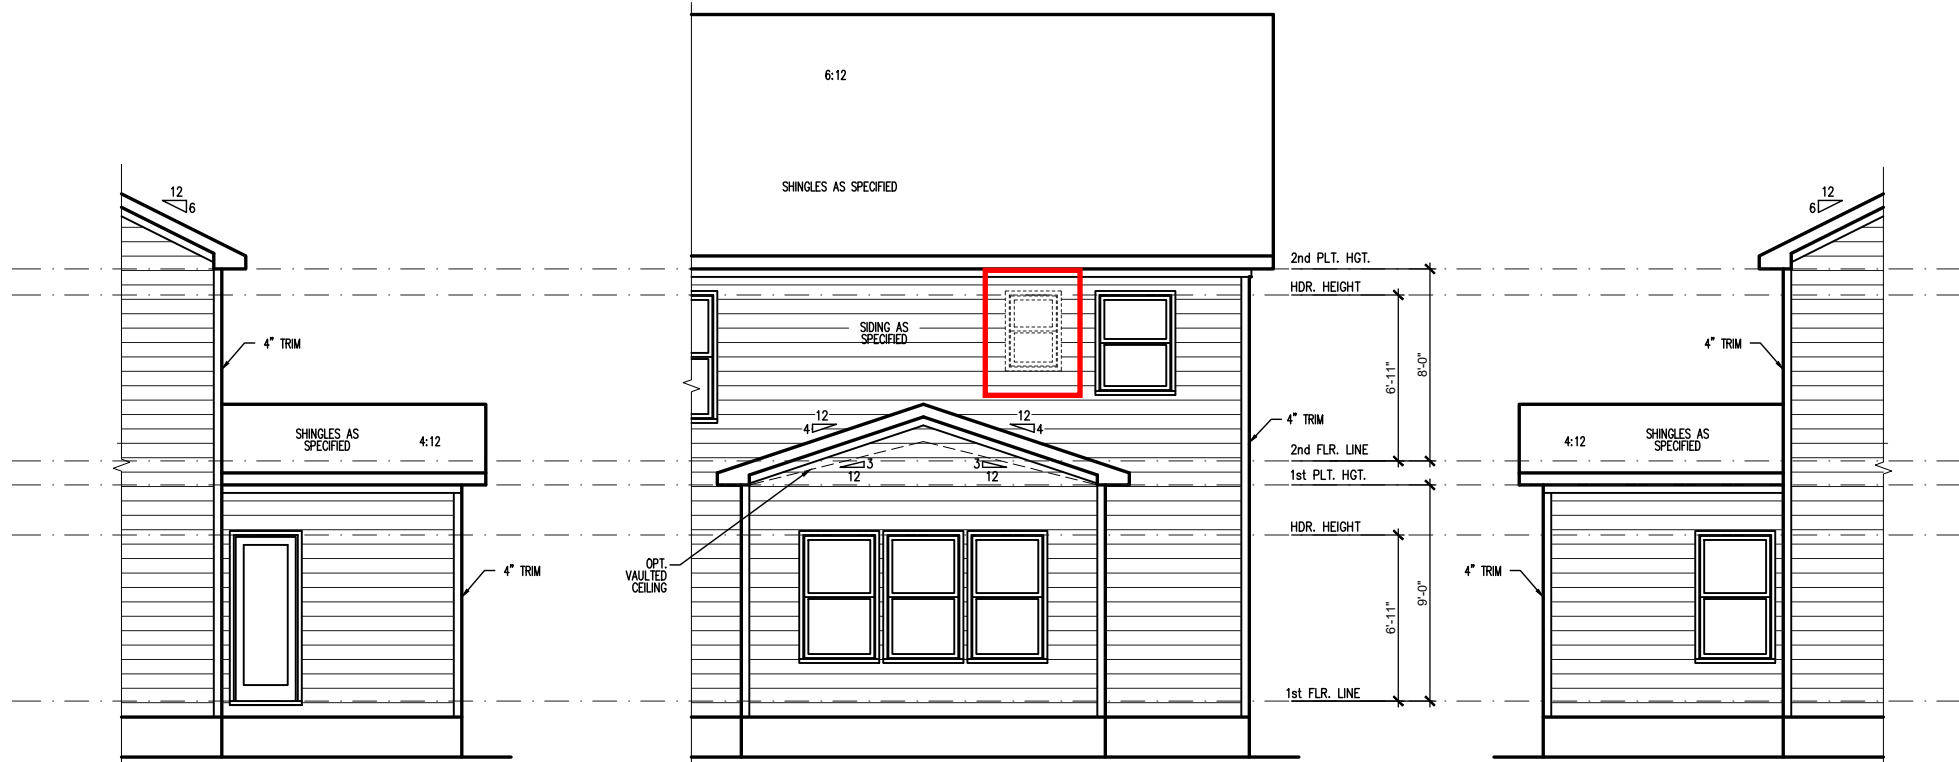 6:12
SHINGLES AS SPECIFIED
12
6
4" TRIM
SHINGLES AS
SPECIFIED
4:12
4" TRIM
SIDING AS
SPECIFIED
12
4
12
4
3
12
3
12
OPT.
VAULTED
CEILING
4" TRIM
2nd PLT. HGT.
HDR. HEIGHT
2nd FLR. LINE
1st PLT. HGT.
HDR. HEIGHT
1st FLR. LINE
6'-11"
8'-0"
6'-11"
9'-0"
12
6
4" TRIM
4:12
SHINGLES AS
SPECIFIED
4" TRIM